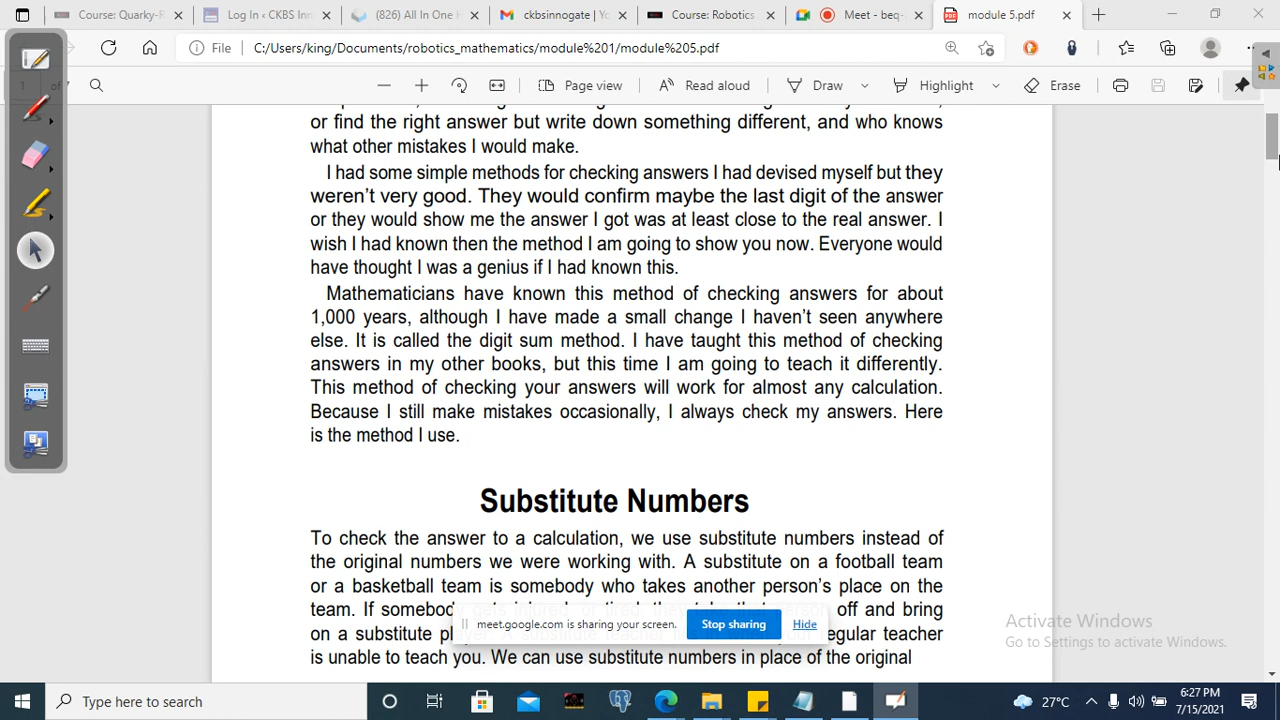 Course: Quarky-R
Log In ‹ CKBS Inn
(826) All In One H
ckbsinnogate | Yo
Course: Robotics
Meet - beq-
module 5.pdf
File
C:/Users/king/Documents/robotics_mathematics/module%201/module%205.pdf
1
Page view
Read aloud
Draw
Highlight
Erase
or find the right answer but write down something different, and who knows
what other mistakes I would make.
I had some simple methods for checking answers I had devised myself but they
weren't very good. They would confirm maybe the last digit of the answer
or they would show me the answer I got was at least close to the real answer. I
wish I had known then the method I am going to show you now. Everyone would
have thought I was a genius if I had known this.
Mathematicians have known this method of checking answers for about
1,000 years, although I have made a small change I haven't seen anywhere
else. It is called the digit sum method. I have taught this method of checking
answers in my other books, but this time I am going to teach it differently.
This method of checking your answers will work for almost any calculation.
Because I still make mistakes occasionally, I always check my answers. Here
is the method I use.
Substitute Numbers
To check the answer to a calculation, we use substitute numbers instead of
the original numbers we were working with. A substitute on a football team
or a basketball team is somebody who takes another person's place on the
team. If somebody off and bring
meet.google.com is sharing your screen.
Stop sharing
Hide
on a substitute regular teacher
is unable to teach you. We can use substitute numbers in place of the original
Activate Windows
Go to Settings to activate Windows.
Type here to search
27°C
6:27 PM
7/15/2021